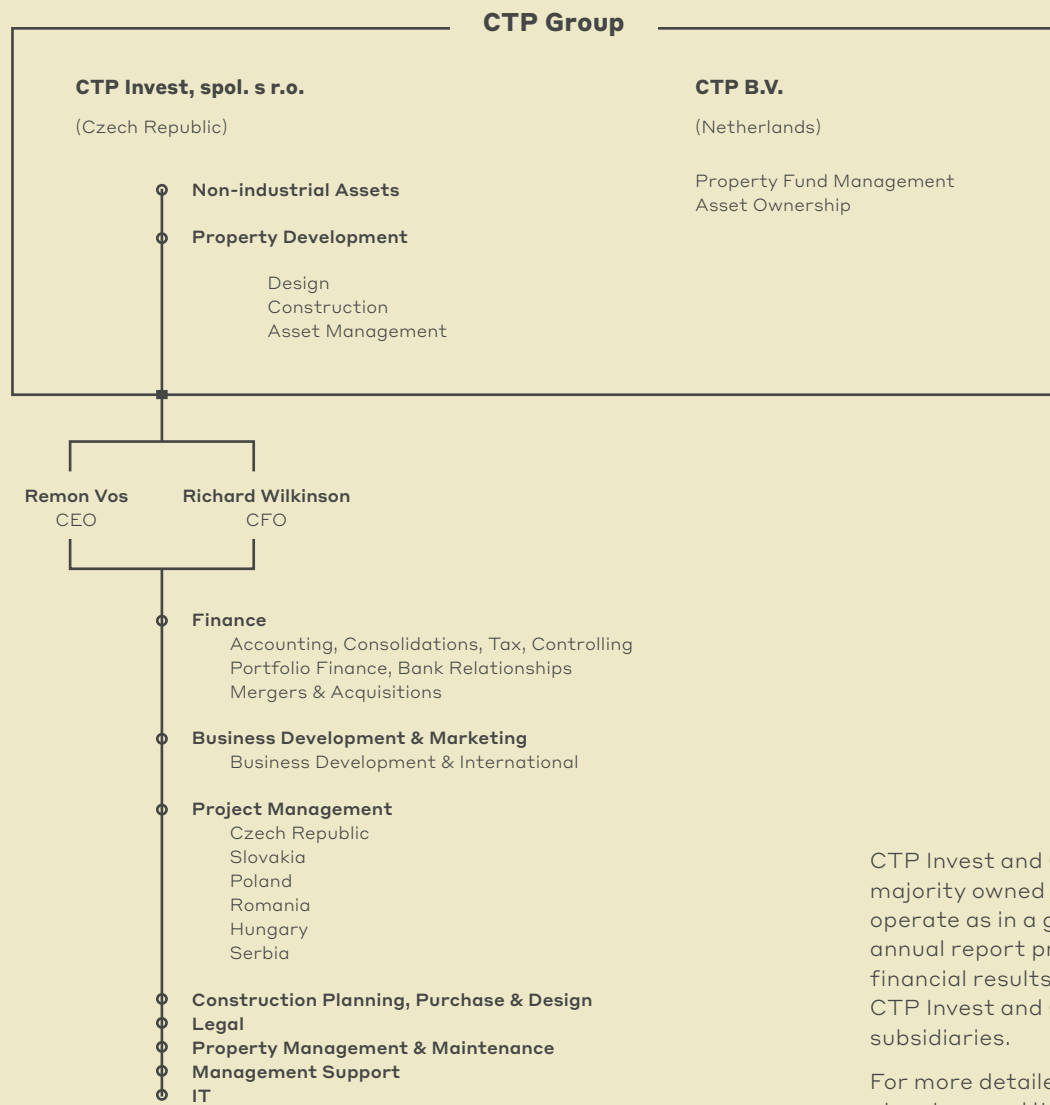 CTP Group
CTP Invest, spol. s r.o.
(Czech Republic)
Non-industrial Assets
Property Development
Design
Construction
Asset Management
CTP B.V.
(Netherlands)
Property Fund Management
Asset Ownership
Remon Vos
CEO
Richard Wilkinson
CFO
Finance
Accounting, Consolidations, Tax, Controlling
Portfolio Finance, Bank Relationships
Mergers & Acquisitions
Business Development & Marketing
Business Development & International
Project Management
Czech Republic
Slovakia
Poland
Romania
Hungary
Serbia
Construction Planning, Purchase & Design
Legal
Property Management & Maintenance
Management Support
IT
CTP Invest and
majority owned
operate as in a
annual report
financial results
CTP Invest and
subsidiaries.
For more